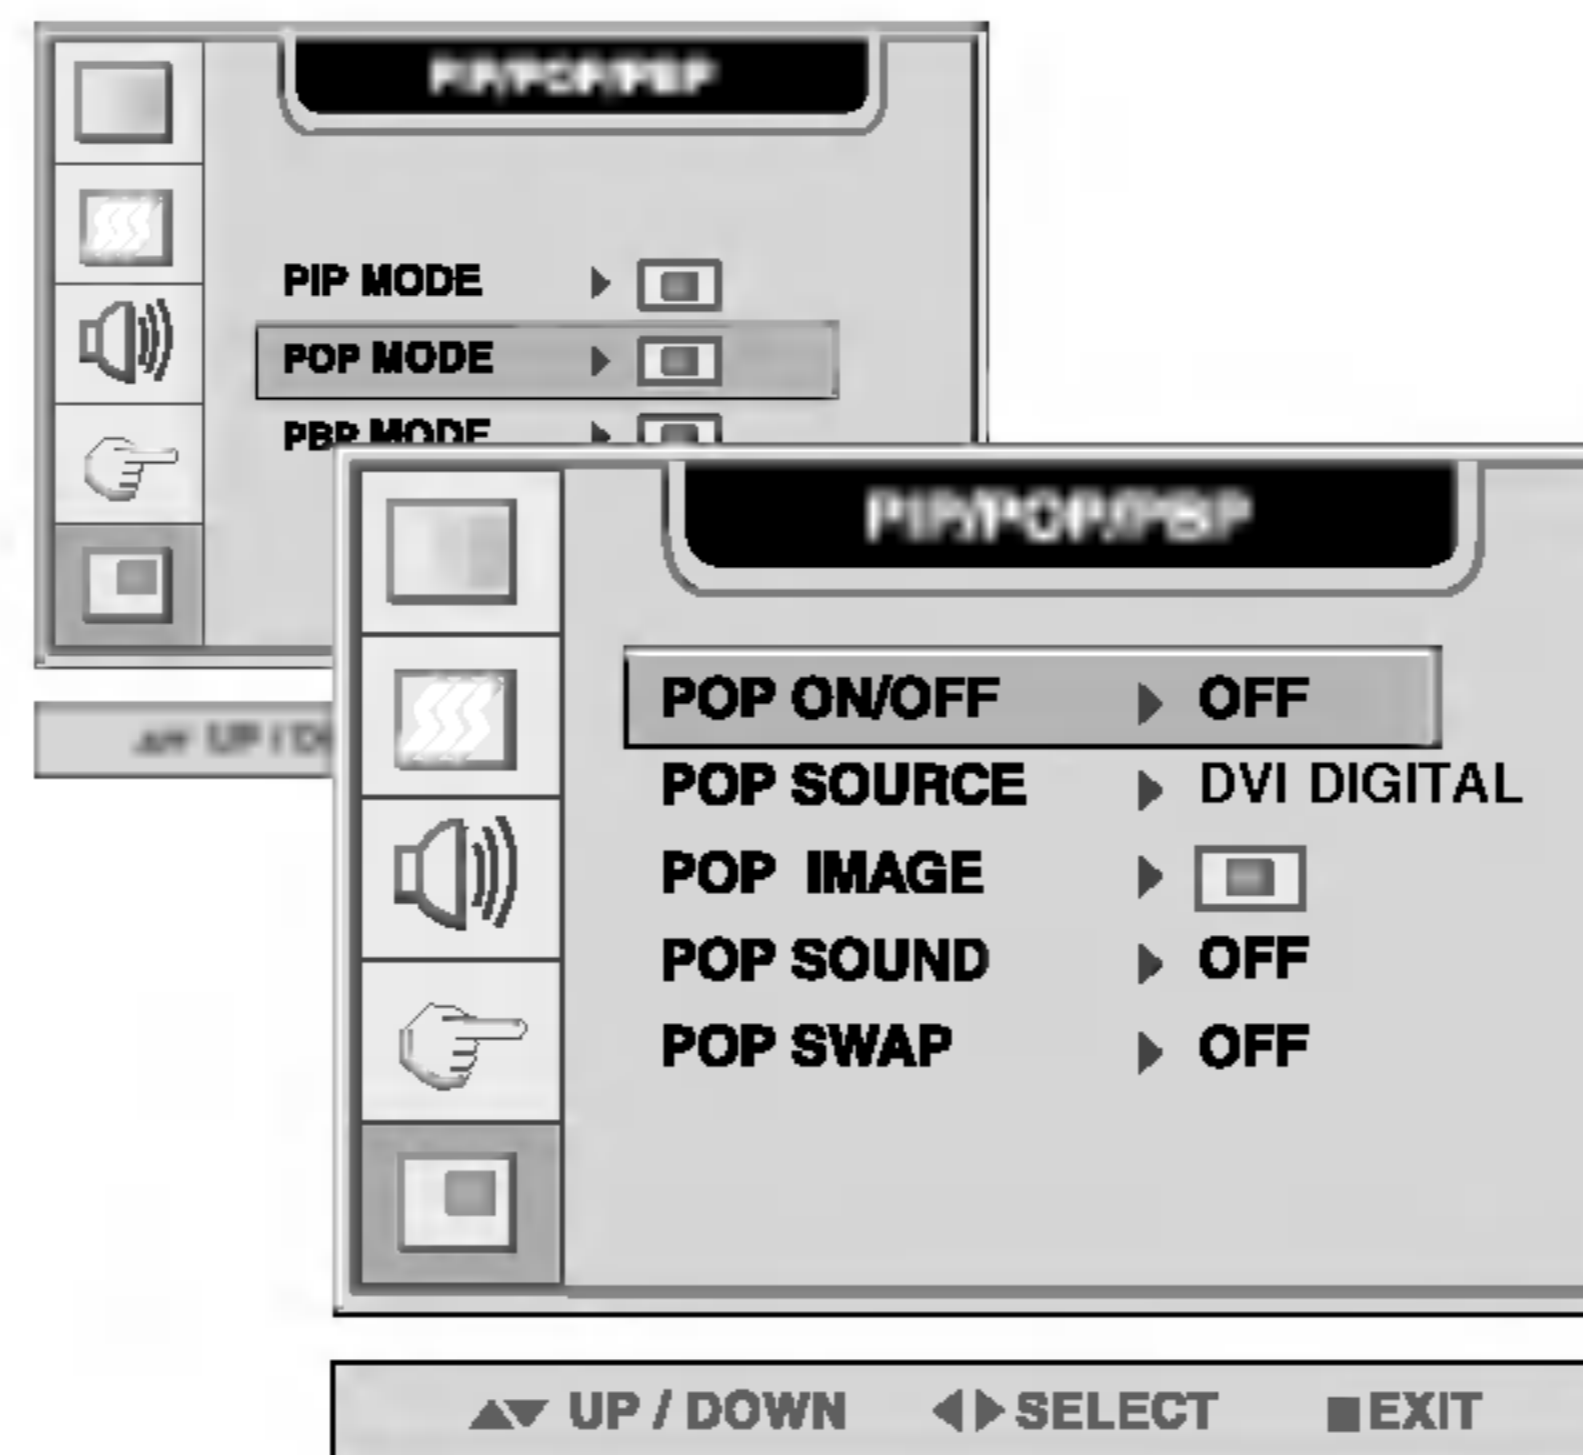 PIP/POP/PBP
PIP MODE
POP MODE
PBP MODE
UP / 
PIP/POP/PBP
POP ON/OFF ▶ OFF
POP SOURCE ▶ DVI DIGITAL
POP IMAGE ▶
POP SOUND ▶ OFF
POP SWAP ▶ OFF
▲▼ UP / DOWN ◀▶ SELECT ■ EXIT